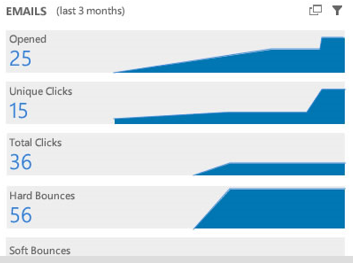 EMAILS (last 3 months)
Opened
25
Unique Clicks
15
Total Clicks
36
Hard Bounces
56
Soft Bounces